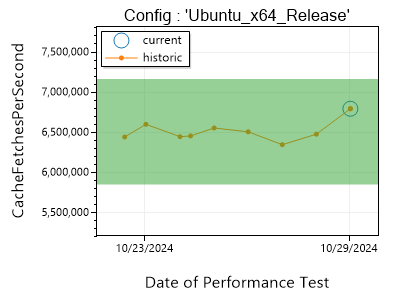 Config : 'Ubuntu_x64_Release'
current
historic
7,500,000
7,000,000
6,500,000
6,000,000
5,500,000
CacheFetchesPerSecond
10/23/2024
10/29/2024
Date of Performance Test